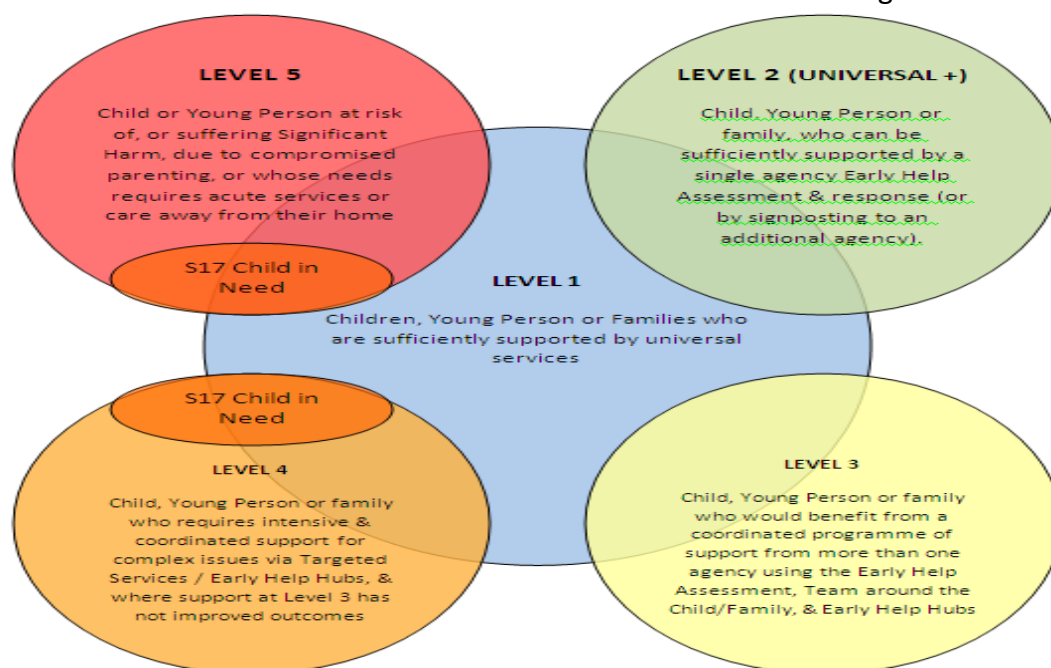 LEVEL 5
Child or Young Person at risk
of, or suffering Significant
Harm, due to compromised
parenting, or whose needs
requires acute services or
care away from their home
S17 Child in
Need
LEVEL 2 (UNIVERSAL +)
Child, Young Person or
family, who can be
sufficiently supported by a
single agency Early Help
Assessment & response (or
by signposting to an
additional agency).
LEVEL 1
Children, Young Person or Families who
are sufficiently supported by universal
services
S17 Child in
Need
LEVEL 4
Child, Young Person or family
who requires intensive &
coordinated support for
complex issues via Targeted
Services / Early Help Hubs, &
where support at Level 3 has
not improved outcomes
LEVEL 3
Child, Young Person or family
who would benefit from a
coordinated programme of
support from more than one
agency using the Early Help
Assessment, Team around the
Child/Family, & Early Help Hubs